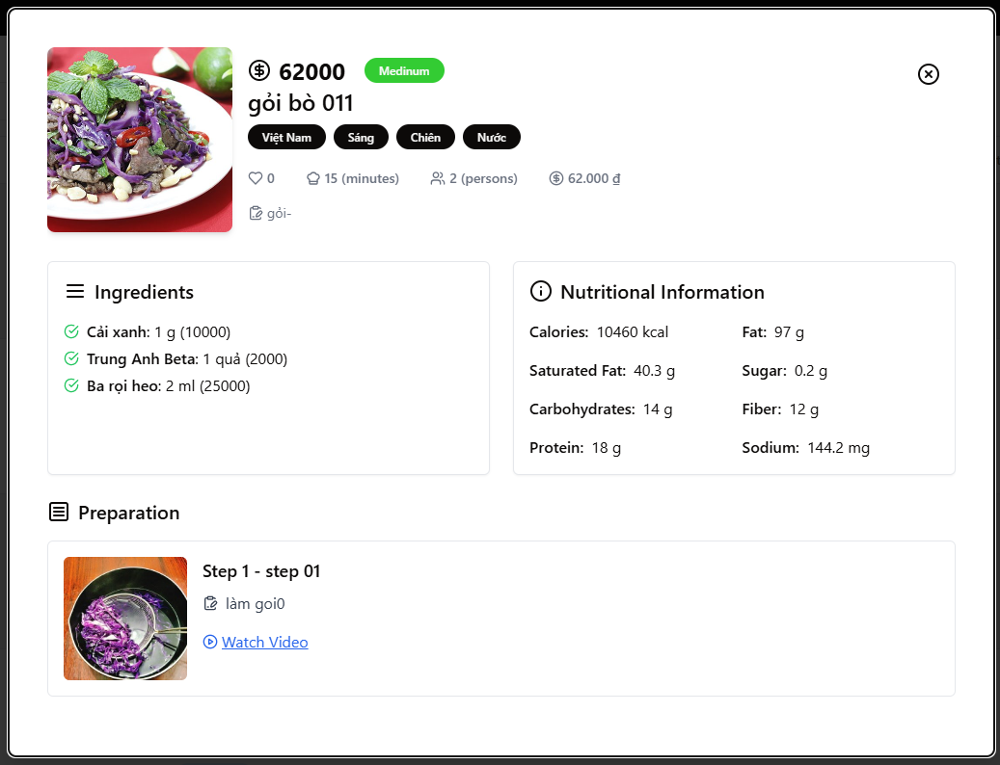 62000 Medinum
gỏi bò 011
Việt Nam Sáng Chiên Nước
0 15 (minutes) 2 (persons) 62.000 đ
gỏi-
Ingredients
Cải xanh: 1 g (10000)
Trung Anh Beta: 1 quả (2000)
Ba rọi heo: 2 ml (25000)
Nutritional Information
Calories: 10460 kcal Fat: 97 g
Saturated Fat: 40.3 g Sugar: 0.2 g
Carbohydrates: 14 g Fiber: 12 g
Protein: 18 g Sodium: 144.2 mg
Preparation
Step 1 - step 01
làm goi0
Watch Video